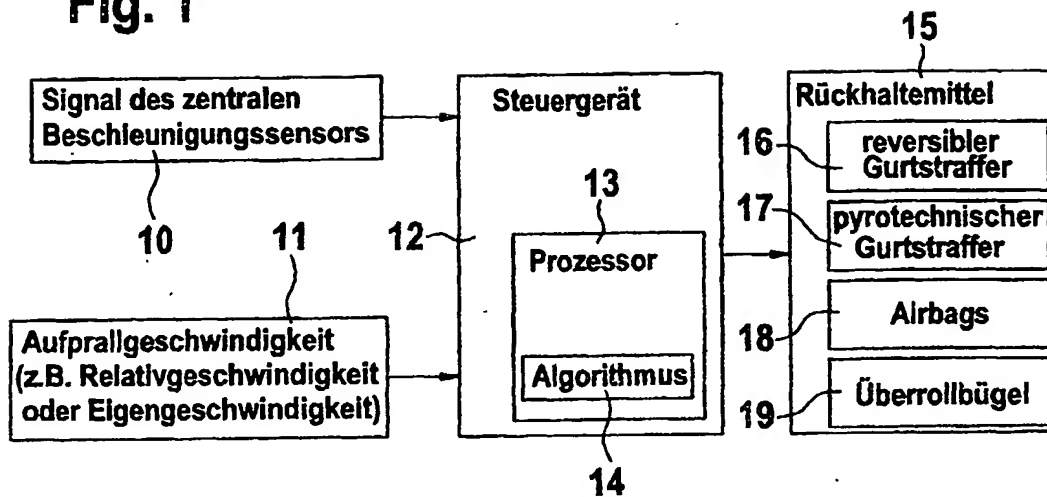 Fig. 1
Signal des zentralen
Beschleunigungssensors
10
11
Aufprallgeschwindigkeit
(z.B. Relativgeschwindigkeit
oder Eigengeschwindigkeit)
12
Steuergerät
13
Prozessor
Algorithmus
14
15
Rückhaltemittel
16
reversibler
Gurtstraffer
17
pyrotechnischer
Gurtstraffer
18
Airbags
19
Überrollbügel